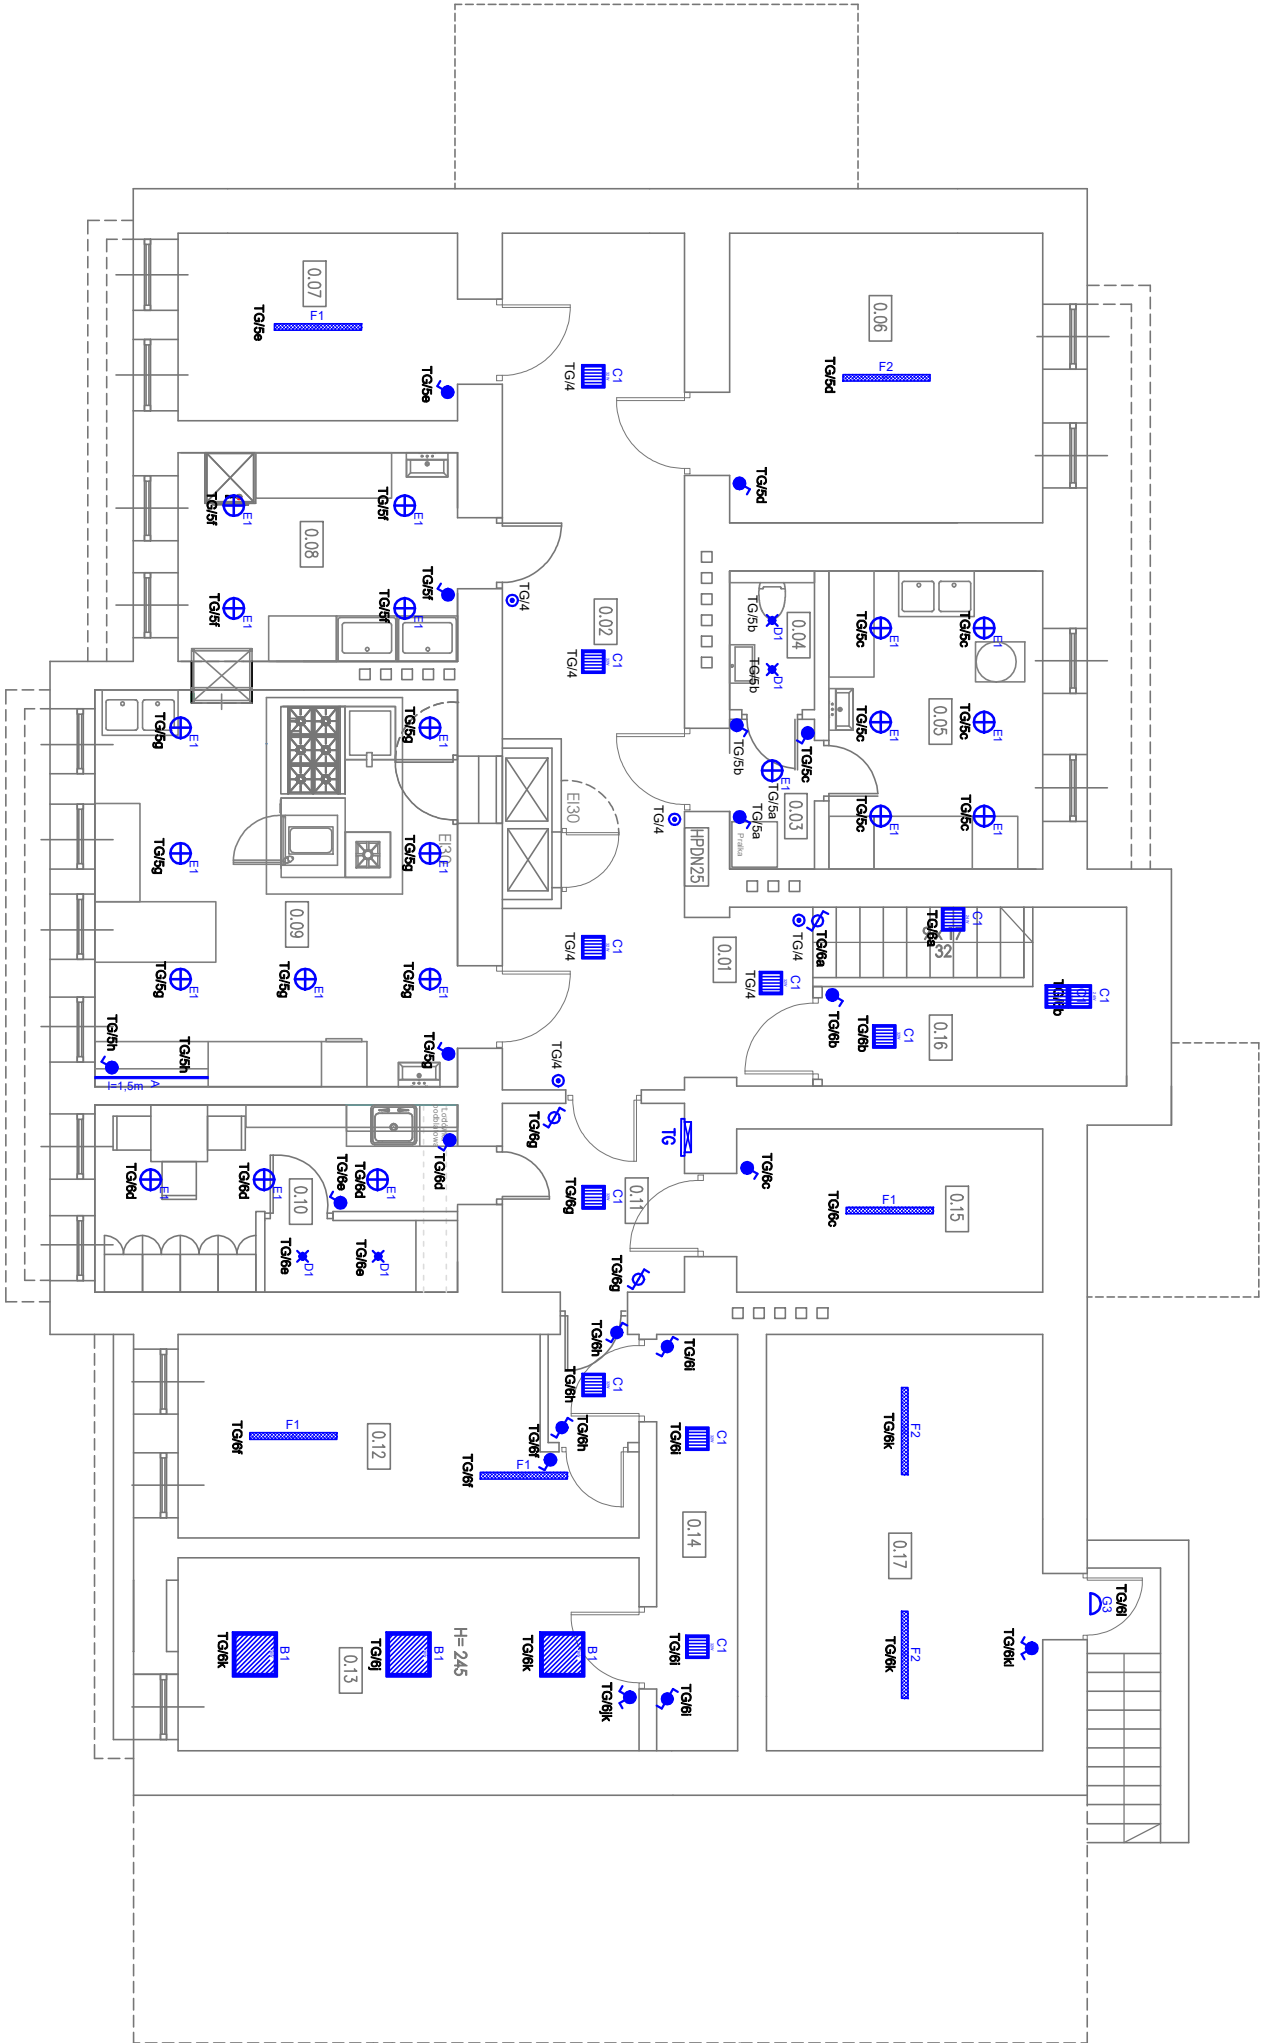 0.07
F1
TG/5e
TG/5e
C1
TG/4
0.06
F2
TG/5d
TG/5d
TG/5f
E1
TG/5f
E1
0.08
TG/5f
E1
TG/5f
E1
TG/5f
TG/4
0.02
C1
TG/4
TG/5b
D1
0.04
TG/5b
D1
TG/5c
E1
TG/5c
E1
TG/5c
E1
0.05
TG/5c
E1
TG/5b
TG/5c
E1
TG/5a
TG/5a
0.03
Pralka
TG/5c
E1
TG/5c
E1
TG/5g
E1
TG/5g
E1
EI30
EI30
TG/4
HPDN25
TG/5g
E1
TG/5g
E1
0.09
TG/5g
E1
TG/5g
E1
TG/5g
E1
C1
TG/4
0.01
C1
TG/4
TG/4
TG/6a
TG/6a
C1
32
TG/6b
TG/6b
C1
0.16
TG/6b
C1
TG/5h
TG/5h
l=1,5m
A
TG/5g
TG/4
TG/6g
TG
TG/6c
TG/6d
TG/6d
E1
TG/6d
E1
TG/6e
TG/6d
E1
0.10
TG/6e
D1
TG/6e
D1
TG/6g
C1
0.11
F1
TG/6c
0.15
TG/6g
TG/6h
TG/6i
TG/6h
C1
TG/6h
TG/6f
F1
TG/6f
0.12
F1
TG/6f
TG/6i
C1
0.14
F2
TG/6k
0.17
F2
TG/6k
TG/6l
G3
TG/6kl
B1
TG/6k
0.13
B1
TG/6j
H= 245
B1
TG/6k
TG/6i
C1
TG/6jk
TG/6i